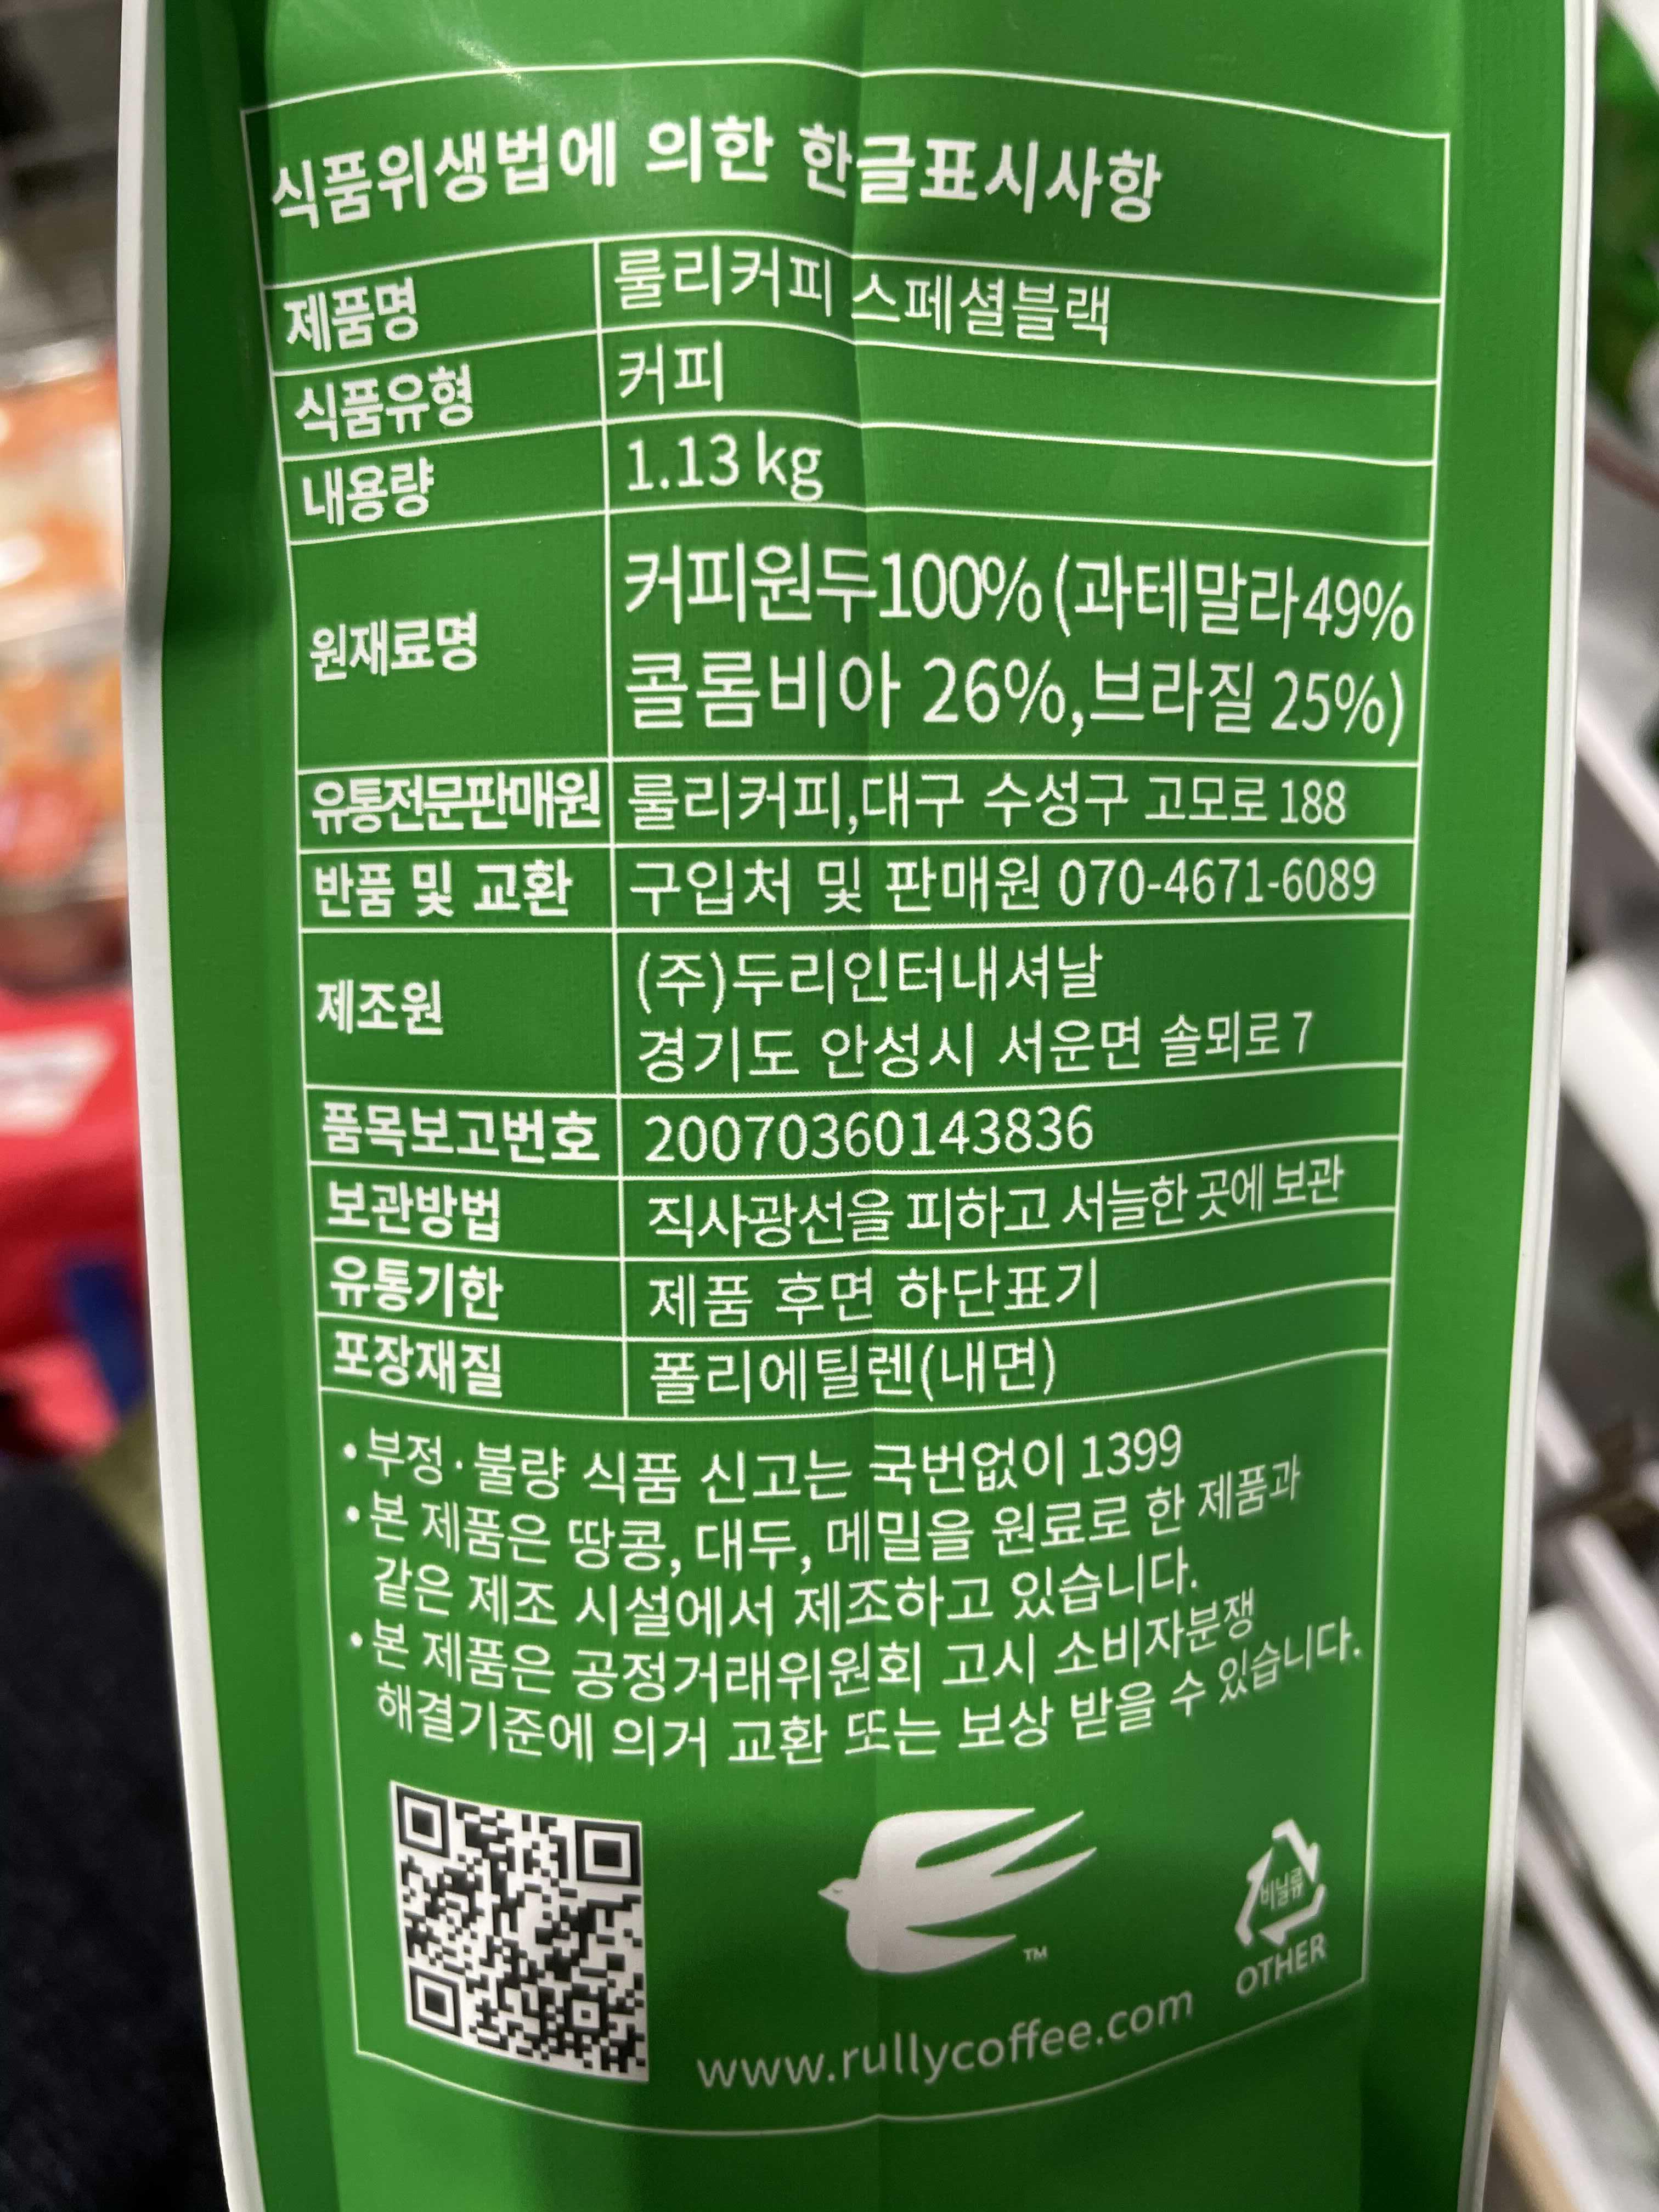 식품위생법에 의한 한글표시사항
제품명 룰리커피 스페셜블랙
식품유형 커피
내용량 1.13 kg
원재료명 커피원두100% (과테말라49%
콜롬비아 26%,브라질 25%)
유통전문판매원 룰리커피,대구 수성구 고모로 188
반품 및 교환 구입처 및 판매원 070-4671-6089
제조원 (주)두리인터내셔날
경기도 안성시 서운면 솔뫼로 7
품목보고번호 20070360143836
보관방법 직사광선을 피하고 서늘한 곳에 보관
유통기한 제품 후면 하단표기
포장재질 폴리에틸렌(내면)
• 부정·불량 식품 신고는 국번없이 1399
• 본 제품은 땅콩, 대두, 메밀을 원료로 한 제품과
같은 제조 시설에서 제조하고 있습니다.
• 본 제품은 공정거래위원회 고시 소비자분쟁
해결기준에 의거 교환 또는 보상 받을 수 있습니다.
TM
비닐류
OTHER
www.rullycoffee.com